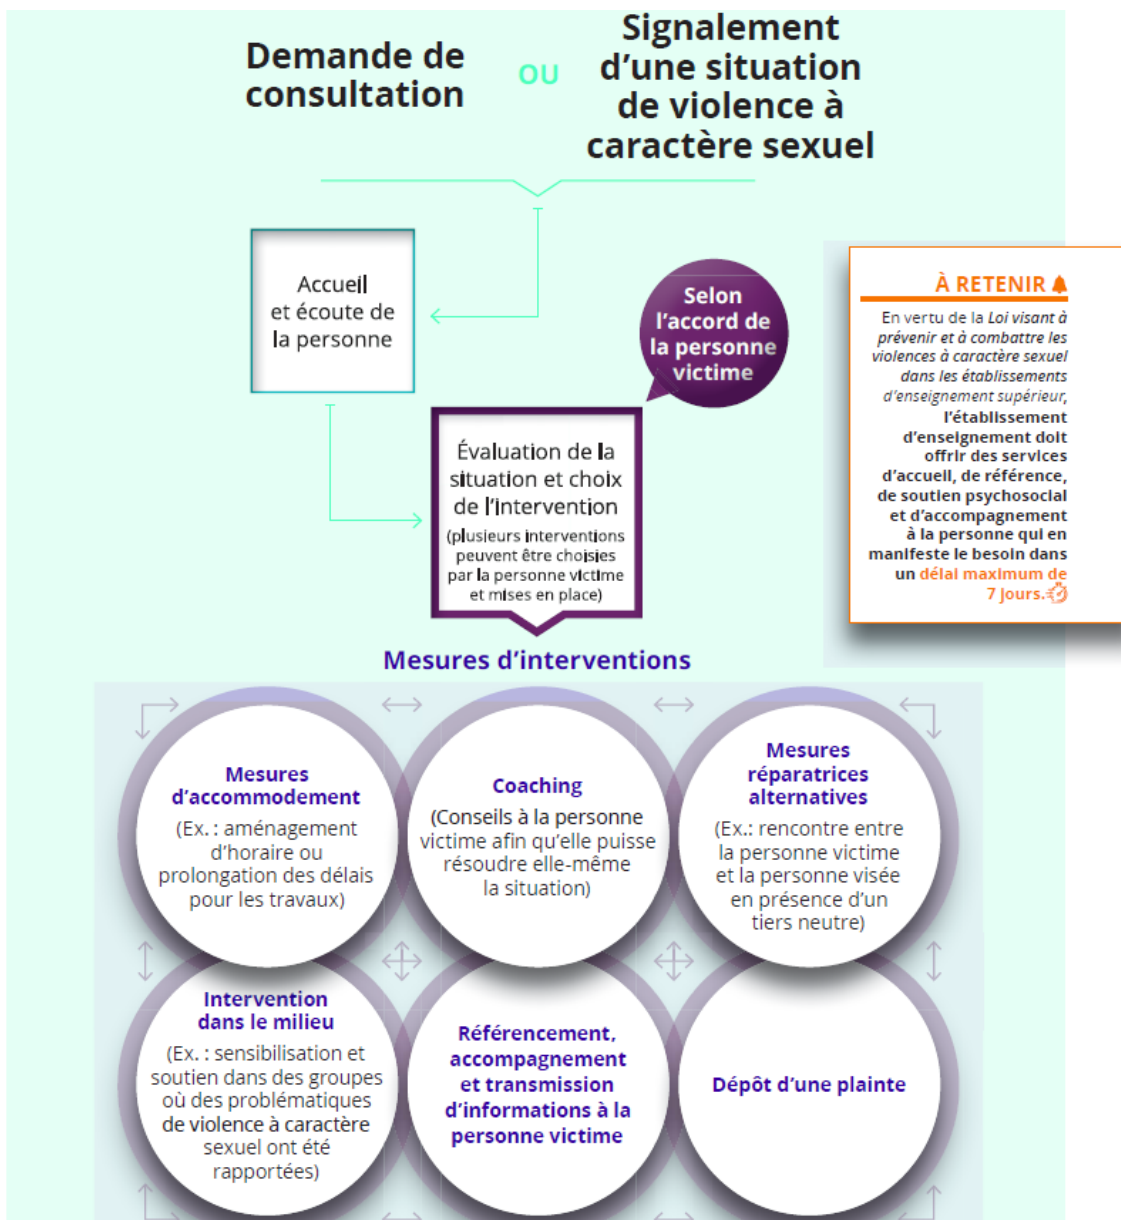 Demande de
consultation
OU
Signalement
d'une situation
de violence à
caractère sexuel
Accueil
et écoute de
la personne
Selon
l'accord de
la personne
victime
Évaluation de la
situation et choix
de l'intervention
(plusieurs interventions
peuvent être choisies
par la personne victime
et mises en place)
À RETENIR
En vertu de la Loi visant à
prévenir et à combattre les
violences à caractère sexuel
dans les établissements
d'enseignement supérieur,
l'établissement
d'enseignement doit
offrir des services
d'accueil, de référence,
de soutien psychosocial
et d'accompagnement
à la personne qui en
manifeste le besoin dans
un délai maximum de
7 jours.
Mesures d'interventions
Mesures
d'accommodement
(Ex. : aménagement
d'horaire ou
prolongation des délais
pour les travaux)
Coaching
(Conseils à la personne
victime afin qu'elle puisse
résoudre elle-même
la situation)
Mesures
réparatrices
alternatives
(Ex.: rencontre entre
la personne victime
et la personne visée
en présence d'un
tiers neutre)
Intervention
dans le milieu
(Ex. : sensibilisation et
soutien dans des groupes
où des problématiques
de violence à caractère
sexuel ont été
rapportées)
Référencement,
accompagnement
et transmission
d'informations à la
personne victime
Dépôt d'une plainte